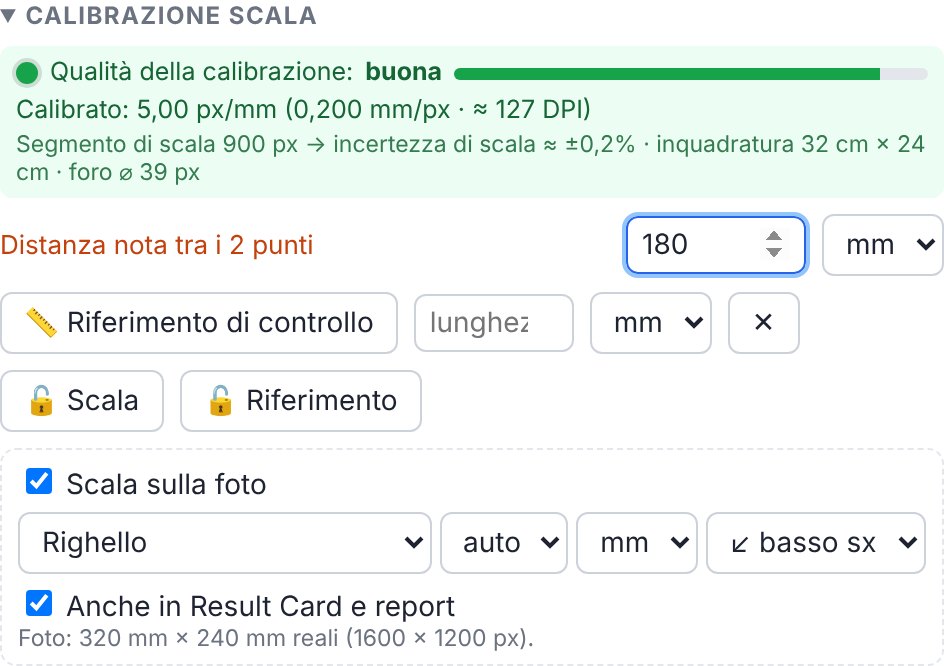 ▼ CALIBRAZIONE SCALA
Qualità della calibrazione: buona
Calibrato: 5,00 px/mm (0,200 mm/px · ≈ 127 DPI)
Segmento di scala 900 px → incertezza di scala ≈ ±0,2% · inquadratura 32 cm × 24
cm · foro ⌀ 39 px
Distanza nota tra i 2 punti 180 mm
📏 Riferimento di controllo lunghez mm ✕
🔓 Scala 🔓 Riferimento
Scala sulla foto
Righello auto mm ↙ basso sx
Anche in Result Card e report
Foto: 320 mm × 240 mm reali (1600 × 1200 px).